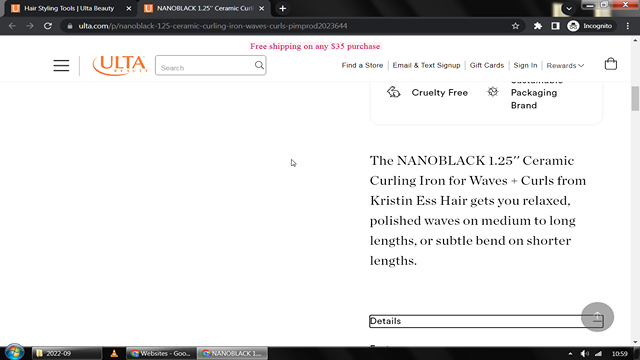 Hair Styling Tools | Ulta Beauty
NANOBLACK 1.25'' Ceramic Curl
ulta.com/p/nanoblack-125-ceramic-curling-iron-waves-curls-pimprod2023644
Incognito
Free shipping on any $35 purchase
ULTA
BEAUTY
Search
Find a Store
Email & Text Signup
Gift Cards
Sign In
Rewards
Cruelty Free
Sustainable
Packaging
Brand
The NANOBLACK 1.25'' Ceramic
Curling Iron for Waves + Curls from
Kristin Ess Hair gets you relaxed,
polished waves on medium to long
lengths, or subtle bend on shorter
lengths.
Details
2022-09
Websites - Goo...
NANOBLACK 1....
10:59